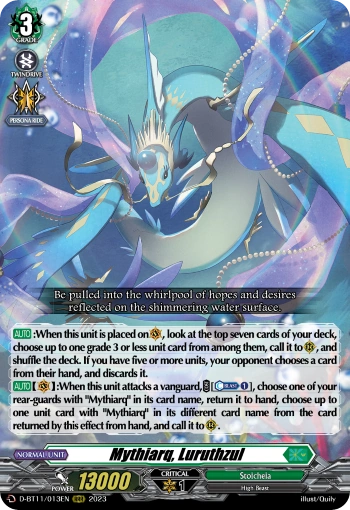 3
GRADE
TWINDRIVE
PERSONA RIDE
Be pulled into the whirlpool of hopes and desires
reflected on the shimmering water surface.
AUTO :When this unit is placed on , look at the top seven cards of your deck,
choose up to one grade 3 or less unit card from among them, call it to , and
shuffle the deck. If you have five or more units, your opponent chooses a card
from their hand, and discards it.
AUTO【 】:When this unit attacks a vanguard, [ BLAST 1], choose one of your
rear-guards with "Mythiarq" in its card name, return it to hand, choose up to
one unit card with "Mythiarq" in its different card name from the card
returned by this effect from hand, and call it to .
NORMAL UNIT
Mythiarq, Luruthzul
POWER 13000 CRITICAL 1 Stoicheia
High Beast
D-BT11/013EN RRR 2023 illust/Quily